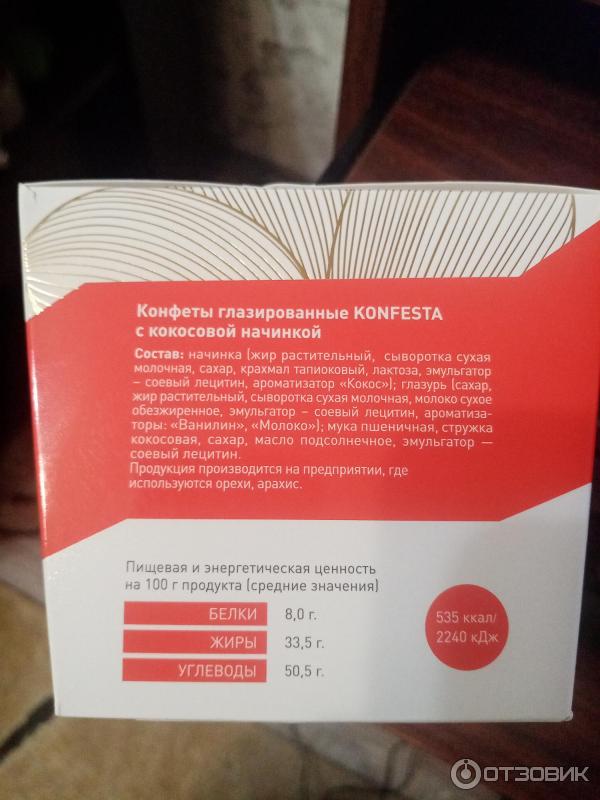 Конфеты глазированные KONFESTA
с кокосовой начинкой
Состав: начинка (жир растительный, сыворотка сухая
молочная, сахар, крахмал тапиоковый, лактоза, эмульгатор
– соевый лецитин, ароматизатор «Кокос»); глазурь (сахар,
жир растительный, сыворотка сухая молочная, молоко сухое
обезжиренное, эмульгатор – соевый лецитин, ароматиза-
торы: «Ванилин», «Молоко»); мука пшеничная, стружка
кокосовая, сахар, масло подсолнечное, эмульгатор —
соевый лецитин.
Продукция производится на предприятии, где
используются орехи, арахис.
Пищевая и энергетическая ценность
на 100 г продукта (средние значения)
БЕЛКИ 8,0 г.
ЖИРЫ 33,5 г.
УГЛЕВОДЫ 50,5 г.
535 ккал/
2240 кДж
ОТЗОВИК